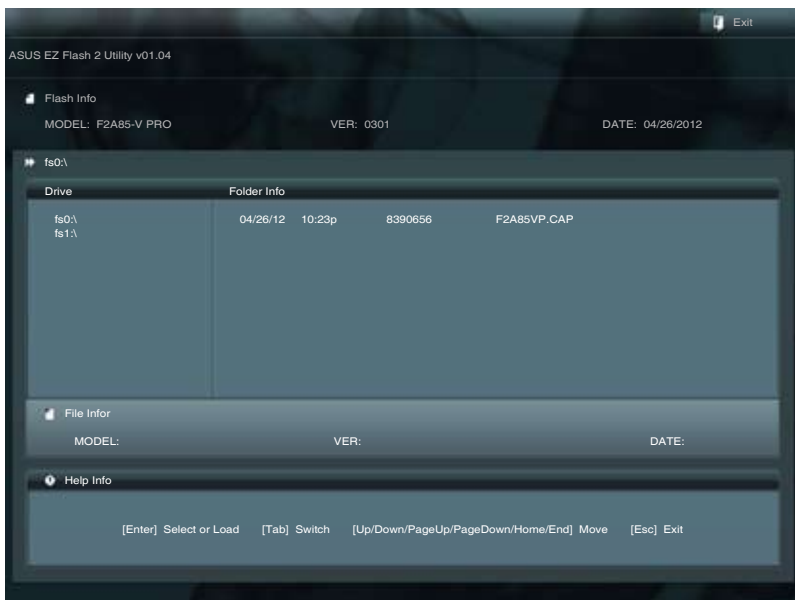 Exit
ASUS EZ Flash 2 Utility v01.04
Flash Info
MODEL: F2A85-V PRO VER: 0301 DATE: 04/26/2012
fs0:\
Drive Folder Info
fs0:\ 04/26/12 10:23p 8390656 F2A85VP.CAP
fs1:\
File Infor
MODEL: VER: DATE:
Help Info
[Enter] Select or Load [Tab] Switch [Up/Down/PageUp/PageDown/Home/End] Move [Esc] Exit